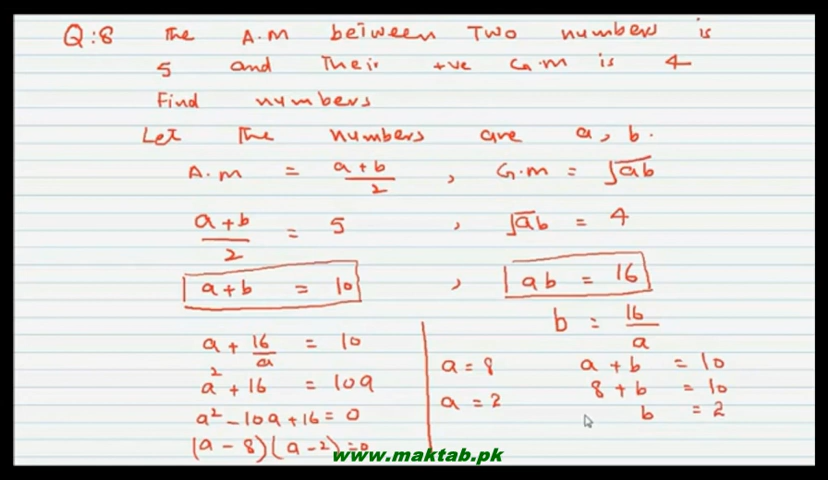 Q:8 The A.M between Two numbers is
5 and Their +ve G.M is 4
Find numbers
Let The numbers are a, b.
A.M = a+b/2 , G.M = √ab
a+b/2 = 5 , √ab = 4
a+b = 10 , ab = 16
b = 16/a
a + 16/a = 10
a² + 16 = 10a
a² - 10a + 16 = 0
(a - 8)(a - 2) = 0
a = 8
a = 2
a + b = 10
8 + b = 10
b = 2
www.maktab.pk